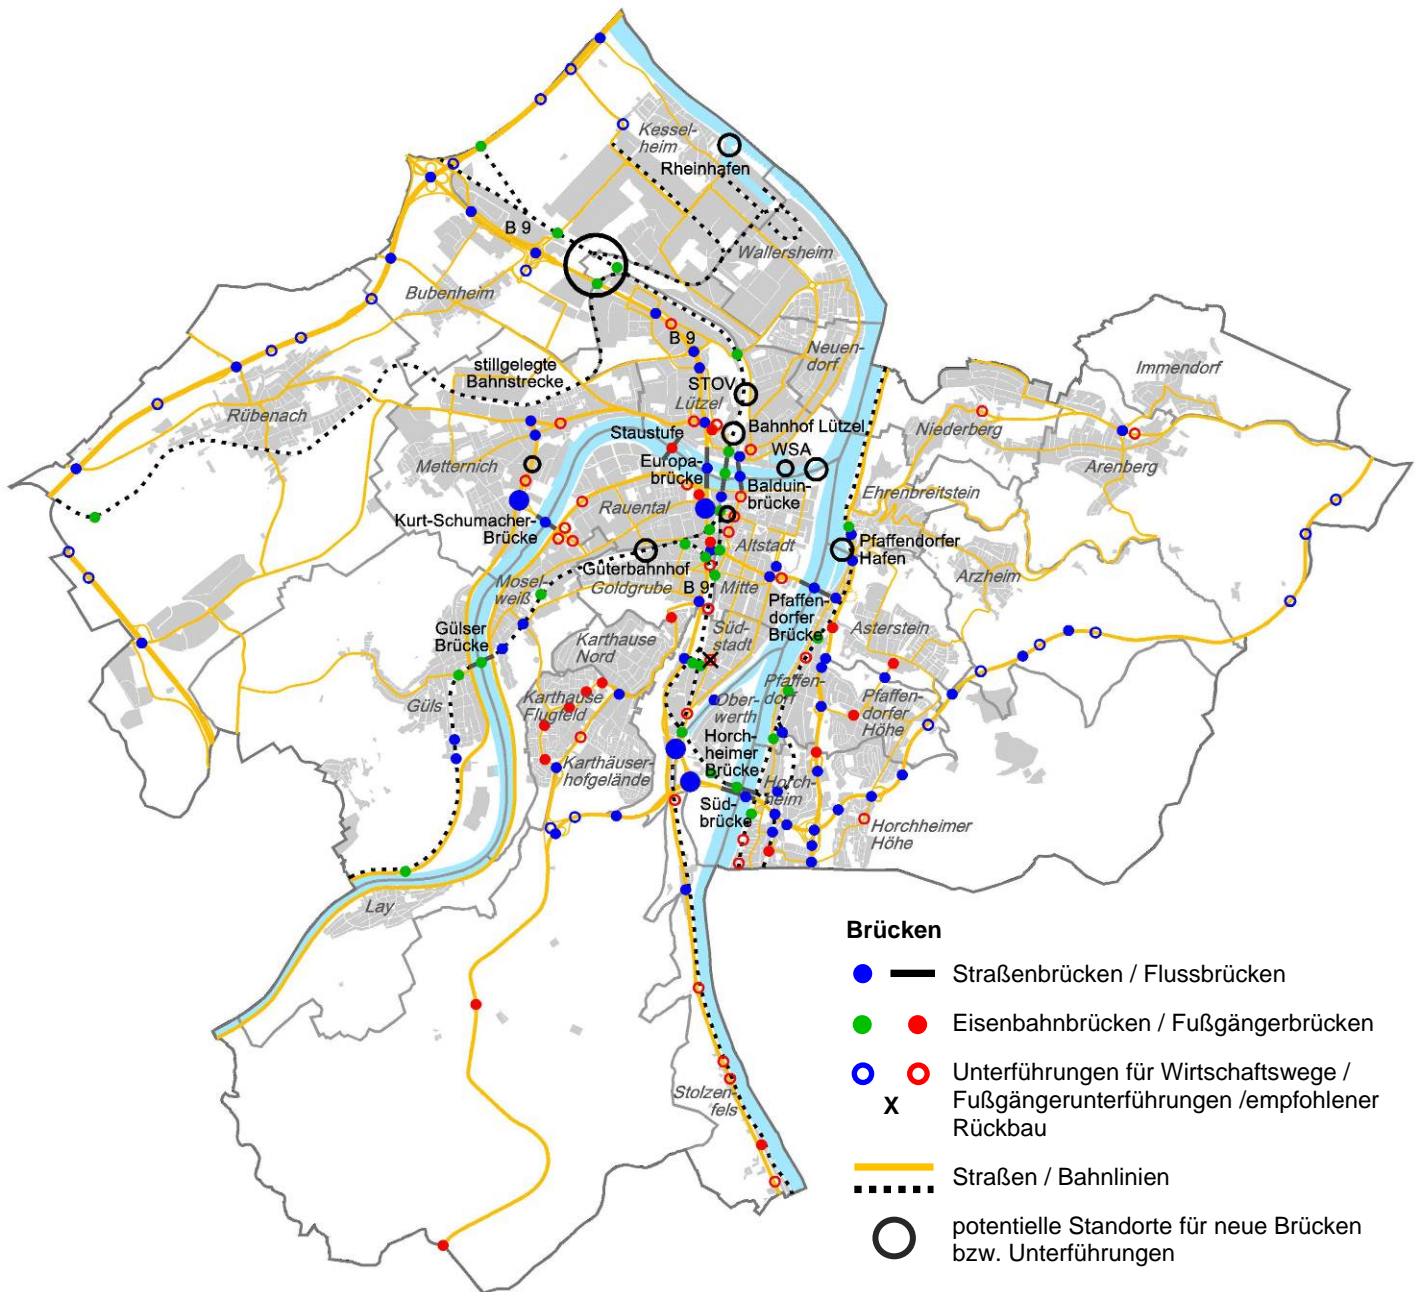 Kessel-
heim
Rheinhafen
B 9
Wallersheim
Bubenheim
B 9
Neuen-
dorf
stillgelegte
Bahnstrecke
Immendorf
STOV
Lützel
Rübenach
Niederberg
Bahnhof Lützel
Staustufe
WSA
Metternich
Europa-
brücke
Arenberg
Balduin-
brücke
Ehrenbreitstein
Rauental
Kurt-Schumacher-
Brücke
Altstadt
Pfaffendorfer
Hafen
Güterbahnhof
Arzheim
Mosel-
weiß
Goldgrube
B 9
Mitte
Pfaffen-
dorfer
Brücke
Gülser
Brücke
Karthause
Nord
Süd-
stadt
Asterstein
Güls
Karthause
Flugfeld
Ober-
werth
Pfaffen-
dorf
Pfaffen-
dorfer
Höhe
Horch-
heimer
Brücke
Karthäuser-
hofgelände
Horch-
heim
Süd-
brücke
Horchheimer
Höhe
Lay
Stolzen-
fels
Brücken
Straßenbrücken / Flussbrücken
Eisenbahnbrücken / Fußgängerbrücken
Unterführungen für Wirtschaftswege /
X Fußgängerunterführungen /empfohlener
Rückbau
Straßen / Bahnlinien
potentielle Standorte für neue Brücken
bzw. Unterführungen